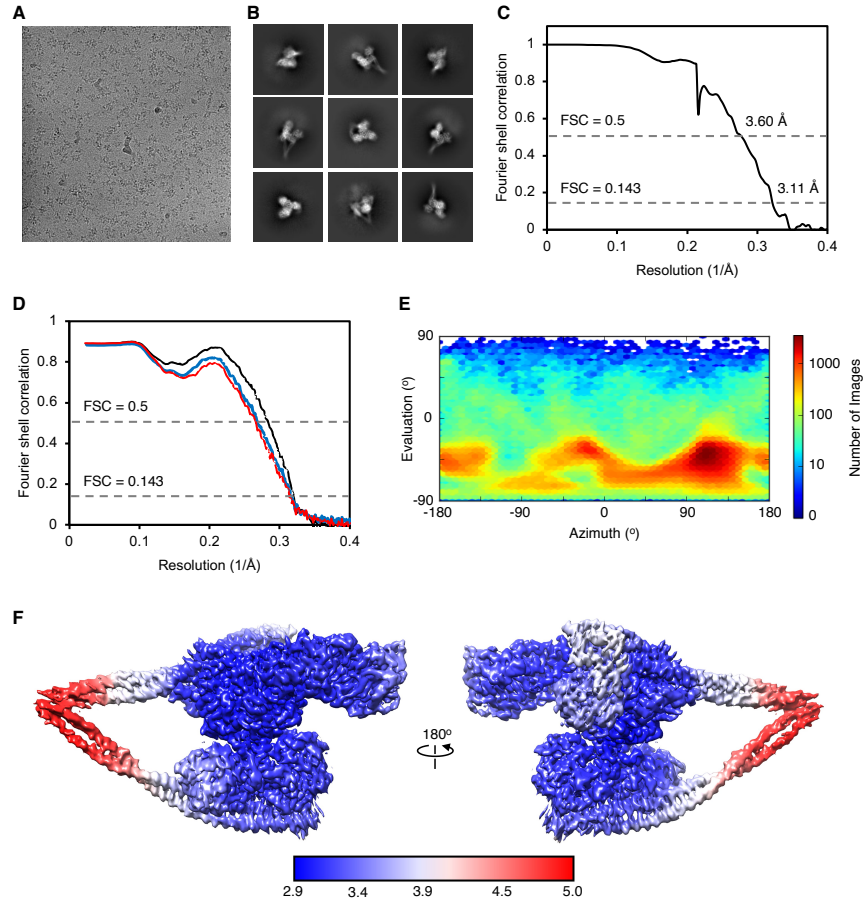 A
B
C
Fourier shell correlation
1
0.8
0.6
0.4
0.2
0
FSC = 0.5
3.60 Å
FSC = 0.143
3.11 Å
0
0.1
0.2
0.3
0.4
Resolution (1/Å)
D
Fourier shell correlation
1
0.8
0.6
0.4
0.2
0
FSC = 0.5
FSC = 0.143
0
0.1
0.2
0.3
0.4
Resolution (1/Å)
E
Evaluation (º)
90
0
-90
-180
-90
0
90
180
Azimuth (º)
1000
100
10
0
Number of Images
F
180º
2.9
3.4
3.9
4.5
5.0